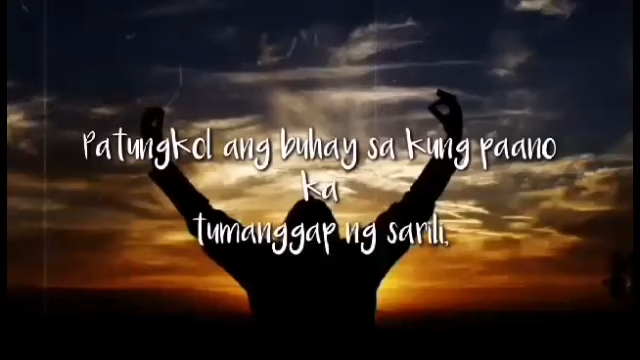 Patungkol ang buhay sa kung paano
ka
tumanggap ng sarili,